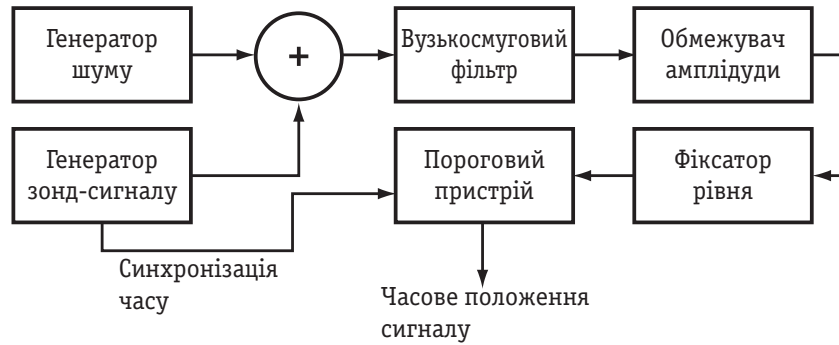 Генератор
шуму
+
Вузькосмуговий
фільтр
Обмежувач
амплідуди
Генератор
зонд-сигналу
Пороговий
пристрій
Фіксатор
рівня
Синхронізація
часу
Часове положення
сигналу